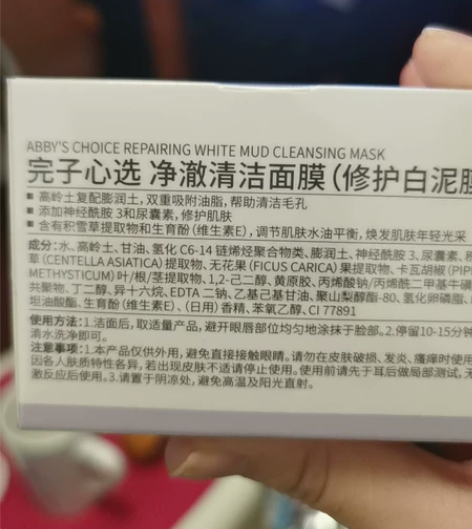 ABBY'S CHOICE REPAIRING WHITE MUD CLEANSING MASK
完子心选 净澈清洁面膜(修护白泥膜
■ 高岭土复配膨润土,双重吸附油脂,帮助清洁毛孔
■ 添加神经酰胺 3和尿囊素,修护肌肤
■ 含有积雪草提取物和生育酚(维生素E),调节肌肤水油平衡,焕发肌肤年轻光采
成分:水、高岭土、甘油、氢化 C6-14 链烯烃聚合物类、膨润土、神经酰胺 3、尿囊素、
草 (CENTELLA ASIATICA) 提取物、无花果 (FICUS CARICA) 果提取物、卡瓦胡椒 (PIP
METHYSTICUM) 叶/根/茎提取物、1,2-己二醇、黄原胶、丙烯酸钠/丙烯酰二甲基牛磺
共聚物、丁二醇、异十六烷、EDTA 二钠、乙基己基甘油、聚山梨醇酯-80、氢化卵磷脂、
坦油酸酯、生育酚(维生素E)、(日用)香精、苯氧乙醇、CI 77891
使用方法:1.洁面后,取适量产品,避开眼唇部位均匀地涂抹于脸部。2.停留10-15分钟
清水洗净即可。
注意事项:1.本产品仅供外用,避免直接接触眼睛。请勿在皮肤破损、发炎、瘙痒时使用
因各人肤质特性各异,若出现皮肤不适请停止使用。使用前请先于耳后做局部测试,无
激反应后使用。3.请置于阴凉处,避免高温及阳光直射。